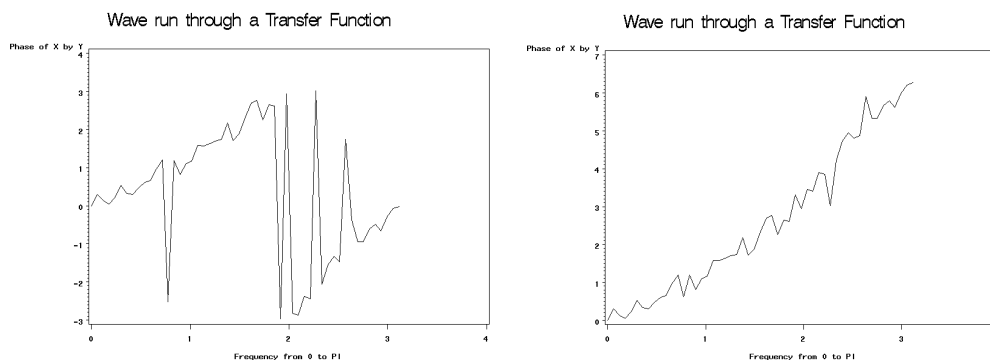 Wave run through a Transfer Function
Phase of X by Y
4
3
2
1
0
-1
-2
-3
0 1 2 3 4
Frequency from 0 to PI
Wave run through a Transfer Function
Phase of X by Y
7
6
5
4
3
2
1
0
0 1 2 3
Frequency from 0 to PI